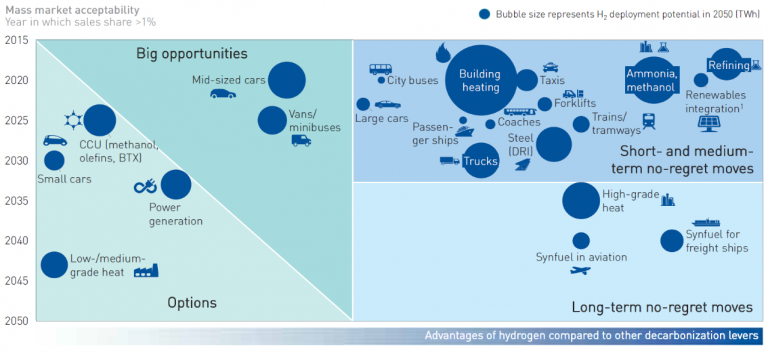 Mass market acceptability
Year in which sales share >1%
Bubble size represents H₂ deployment potential in 2050 (TWh)
2015
2020
2025
2030
2035
2040
2045
2050
Big opportunities
Mid-sized cars
Vans/
minibuses
CCU (methanol,
olefins, BTX)
Small cars
Power
generation
Low-/medium-
grade heat
Options
City buses
Large cars
Building
heating
Taxis
Forklifts
Coaches
Passen-
ger ships
Trucks
Steel
(DRI)
Trains/
tramways
Ammonia,
methanol
Refining
Renewables
integration¹
Short- and medium-
term no-regret moves
High-grade
heat
Synfuel in aviation
Synfuel for
freight ships
Long-term no-regret moves
Advantages of hydrogen compared to other decarbonization levers